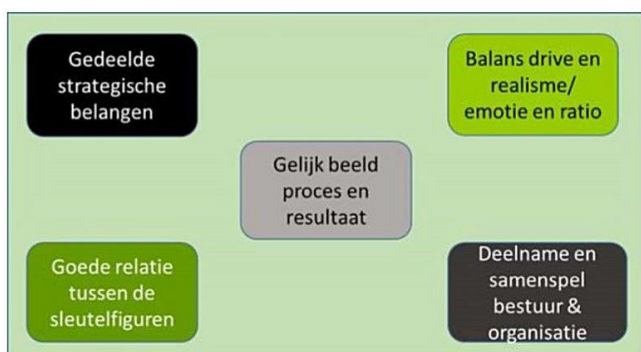 Gedeelde
strategische
belangen
Balans drive en
realisme/
emotie en ratio
Gelijk beeld
proces en
resultaat
Goede relatie
tussen de
sleutelfiguren
Deelname en
samenspel
bestuur &
organisatie